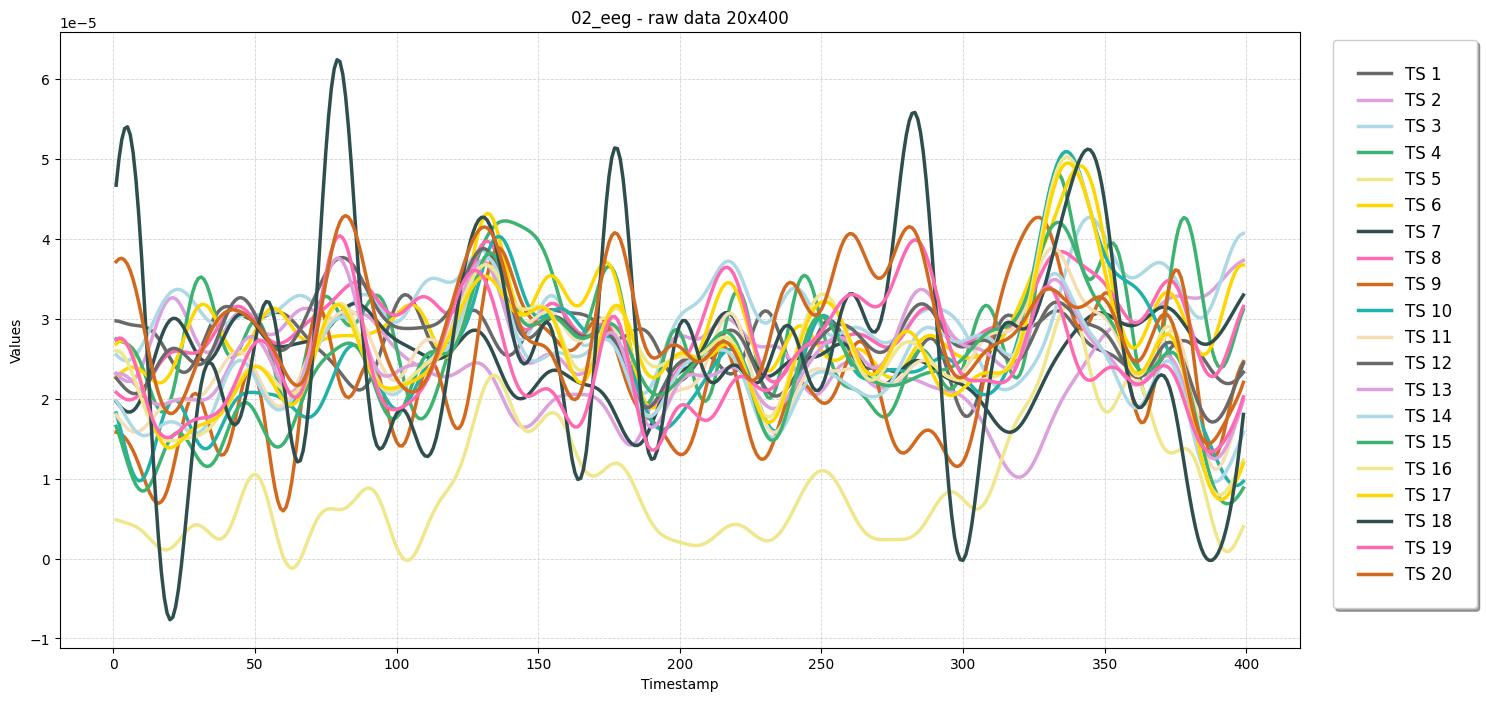 02_eeg - raw data 20x400
1e−5
6
5
4
3
2
1
0
−1
Values
0 50 100 150 200 250 300 350 400
Timestamp
TS 1
TS 2
TS 3
TS 4
TS 5
TS 6
TS 7
TS 8
TS 9
TS 10
TS 11
TS 12
TS 13
TS 14
TS 15
TS 16
TS 17
TS 18
TS 19
TS 20